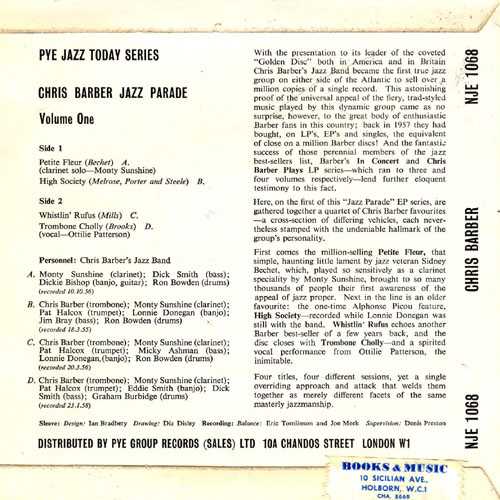 PYE JAZZ TODAY SERIES
CHRIS BARBER JAZZ PARADE
Volume One
Side 1
Petite Fleur (Bechet) A.
(clarinet solo—Monty Sunshine)
High Society (Melrose, Porter and Steele) B.
Side 2
Whistlin' Rufus (Mills) C.
Trombone Cholly (Brooks) D.
(vocal—Ottilie Patterson)
Personnel: Chris Barber's Jazz Band
A. Monty Sunshine (clarinet); Dick Smith (bass);
Dickie Bishop (banjo, guitar); Ron Bowden (drums)
(recorded 10.10.56)
B. Chris Barber (trombone); Monty Sunshine (clarinet)
Pat Halcox (trumpet); Lonnie Donegan (banjo);
Jim Bray (bass); Ron Bowden (drums)
(recorded 18.3.55)
C. Chris Barber (trombone); Monty Sunshine (clarinet)
Pat Halcox (trumpet); Micky Ashman (bass);
Lonnie Donegan,(banjo); Ron Bowden (drums)
(recorded 20.3.56)
D. Chris Barber (trombone); Monty Sunshine (clarinet)
Pat Halcox (trumpet); Eddie Smith (banjo); Dick
Smith (bass); Graham Burbidge (drums)
(recorded 23.1.58)
With the presentation to its leader of the coveted
"Golden Disc" both in America and in Britain
Chris Barber's Jazz Band became the first true jazz
group on either side of the Atlantic to sell over a
million copies of a single record. This astonishing
proof of the universal appeal of the fiery, trad-styled
music played by this dynamic group came as no
surprise, however, to the great body of enthusiastic
Barber fans in this country; back in 1957 they had
bought, on LP's, EP's and singles, the equivalent
of close on a million Barber discs! And the fantastic
success of those perennial members of the jazz
best-sellers list, Barber's In Concert and Chris
Barber Plays LP series—which ran to three and
four volumes respectively—lend further eloquent
testimony to this fact.
Here, on the first of this "Jazz Parade" EP series, are
gathered together a quartet of Chris Barber favourites
—a cross-section of differing vehicles, each never-
theless stamped with the undeniable hallmark of the
group's personality.
First comes the million-selling Petite Fleur, that
simple, haunting little lament by jazz veteran Sidney
Bechet, which, played so sensitively as a clarinet
speciality by Monty Sunshine, brought to so many
thousands of people their first awareness of the
appeal of jazz proper. Next in the line is an older
favourite: the one-time Alphonse Picou feature,
High Society—recorded while Lonnie Donegan was
still with the band. Whistlin' Rufus echoes another
Barber best-seller of a few years back, and the
disc closes with Trombone Cholly—and a spirited
vocal performance from Ottilie Patterson, the
inimitable.
Four titles, four different sessions, yet a single
overriding approach and attack that welds them
together as merely different facets of the same
masterly jazzmanship.
Sleeve: Design: Ian Bradbery Drawing: Diz Disley Recording: Balance: Eric Tomlinson and Joe Meek Supervision: Denis Preston
DISTRIBUTED BY PYE GROUP RECORDS (SALES) LTD 10A CHANDOS STREET LONDON W1
NJE 1068
CHRIS BARBER
NJE 1068
BOOKS & MUSIC
10 SICILIAN AVE.,
HOLBORN, W.C.1
CHA. 8669